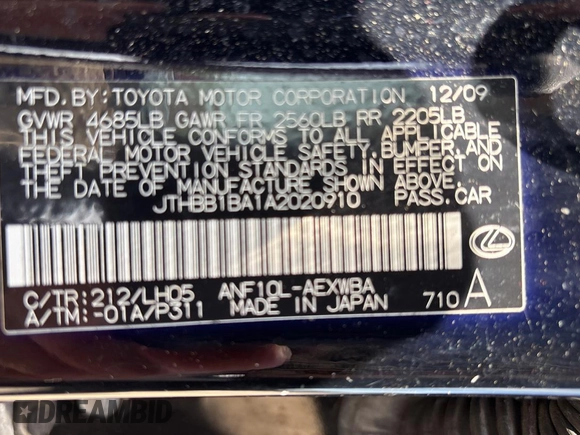 MFD.BY:TOYOTA MOTOR CORPORATION 12/09
GVWR 4685LB GAWR FR 2560LB RR 2205LB
THIS VEHICLE CONFORMS TO ALL APPLICABLE
FEDERAL MOTOR VEHICLE SAFETY, BUMPER, AND
THEFT PREVENTION STANDARDS IN EFFECT ON
THE DATE OF MANUFACTURE SHOWN ABOVE.
JTHBB1BA1A2020910 PASS.CAR
C/TR:212/LH05 ANF10L-AEXWBA
A/TM:-01A/P311 MADE IN JAPAN 710 A
DREAMBID